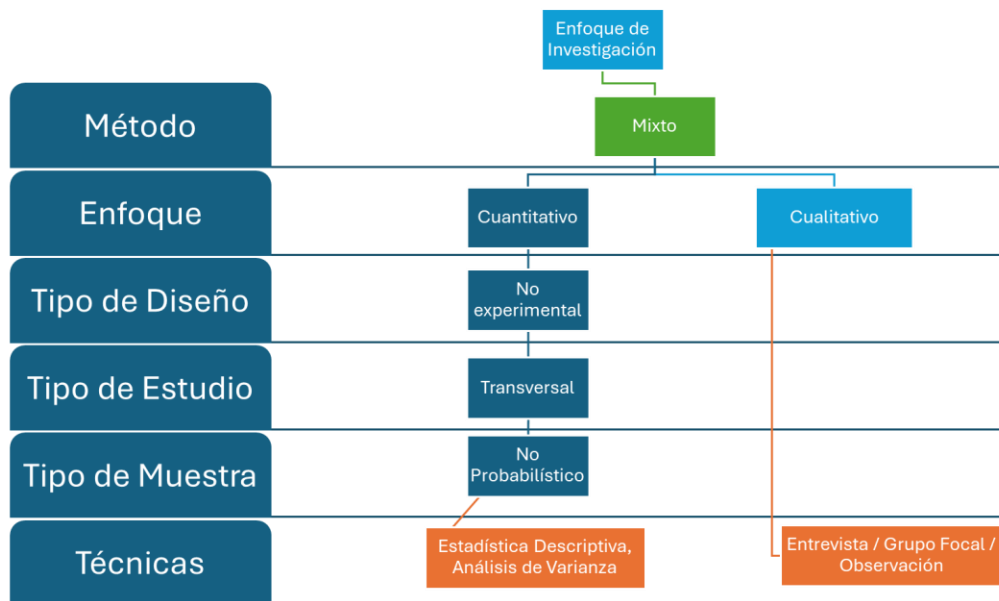 Enfoque de
Investigación
Método
Mixto
Enfoque
Cuantitativo
Cualitativo
Tipo de Diseño
No
experimental
Tipo de Estudio
Transversal
Tipo de Muestra
No
Probabilístico
Técnicas
Estadística Descriptiva,
Análisis de Varianza
Entrevista / Grupo Focal /
Observación